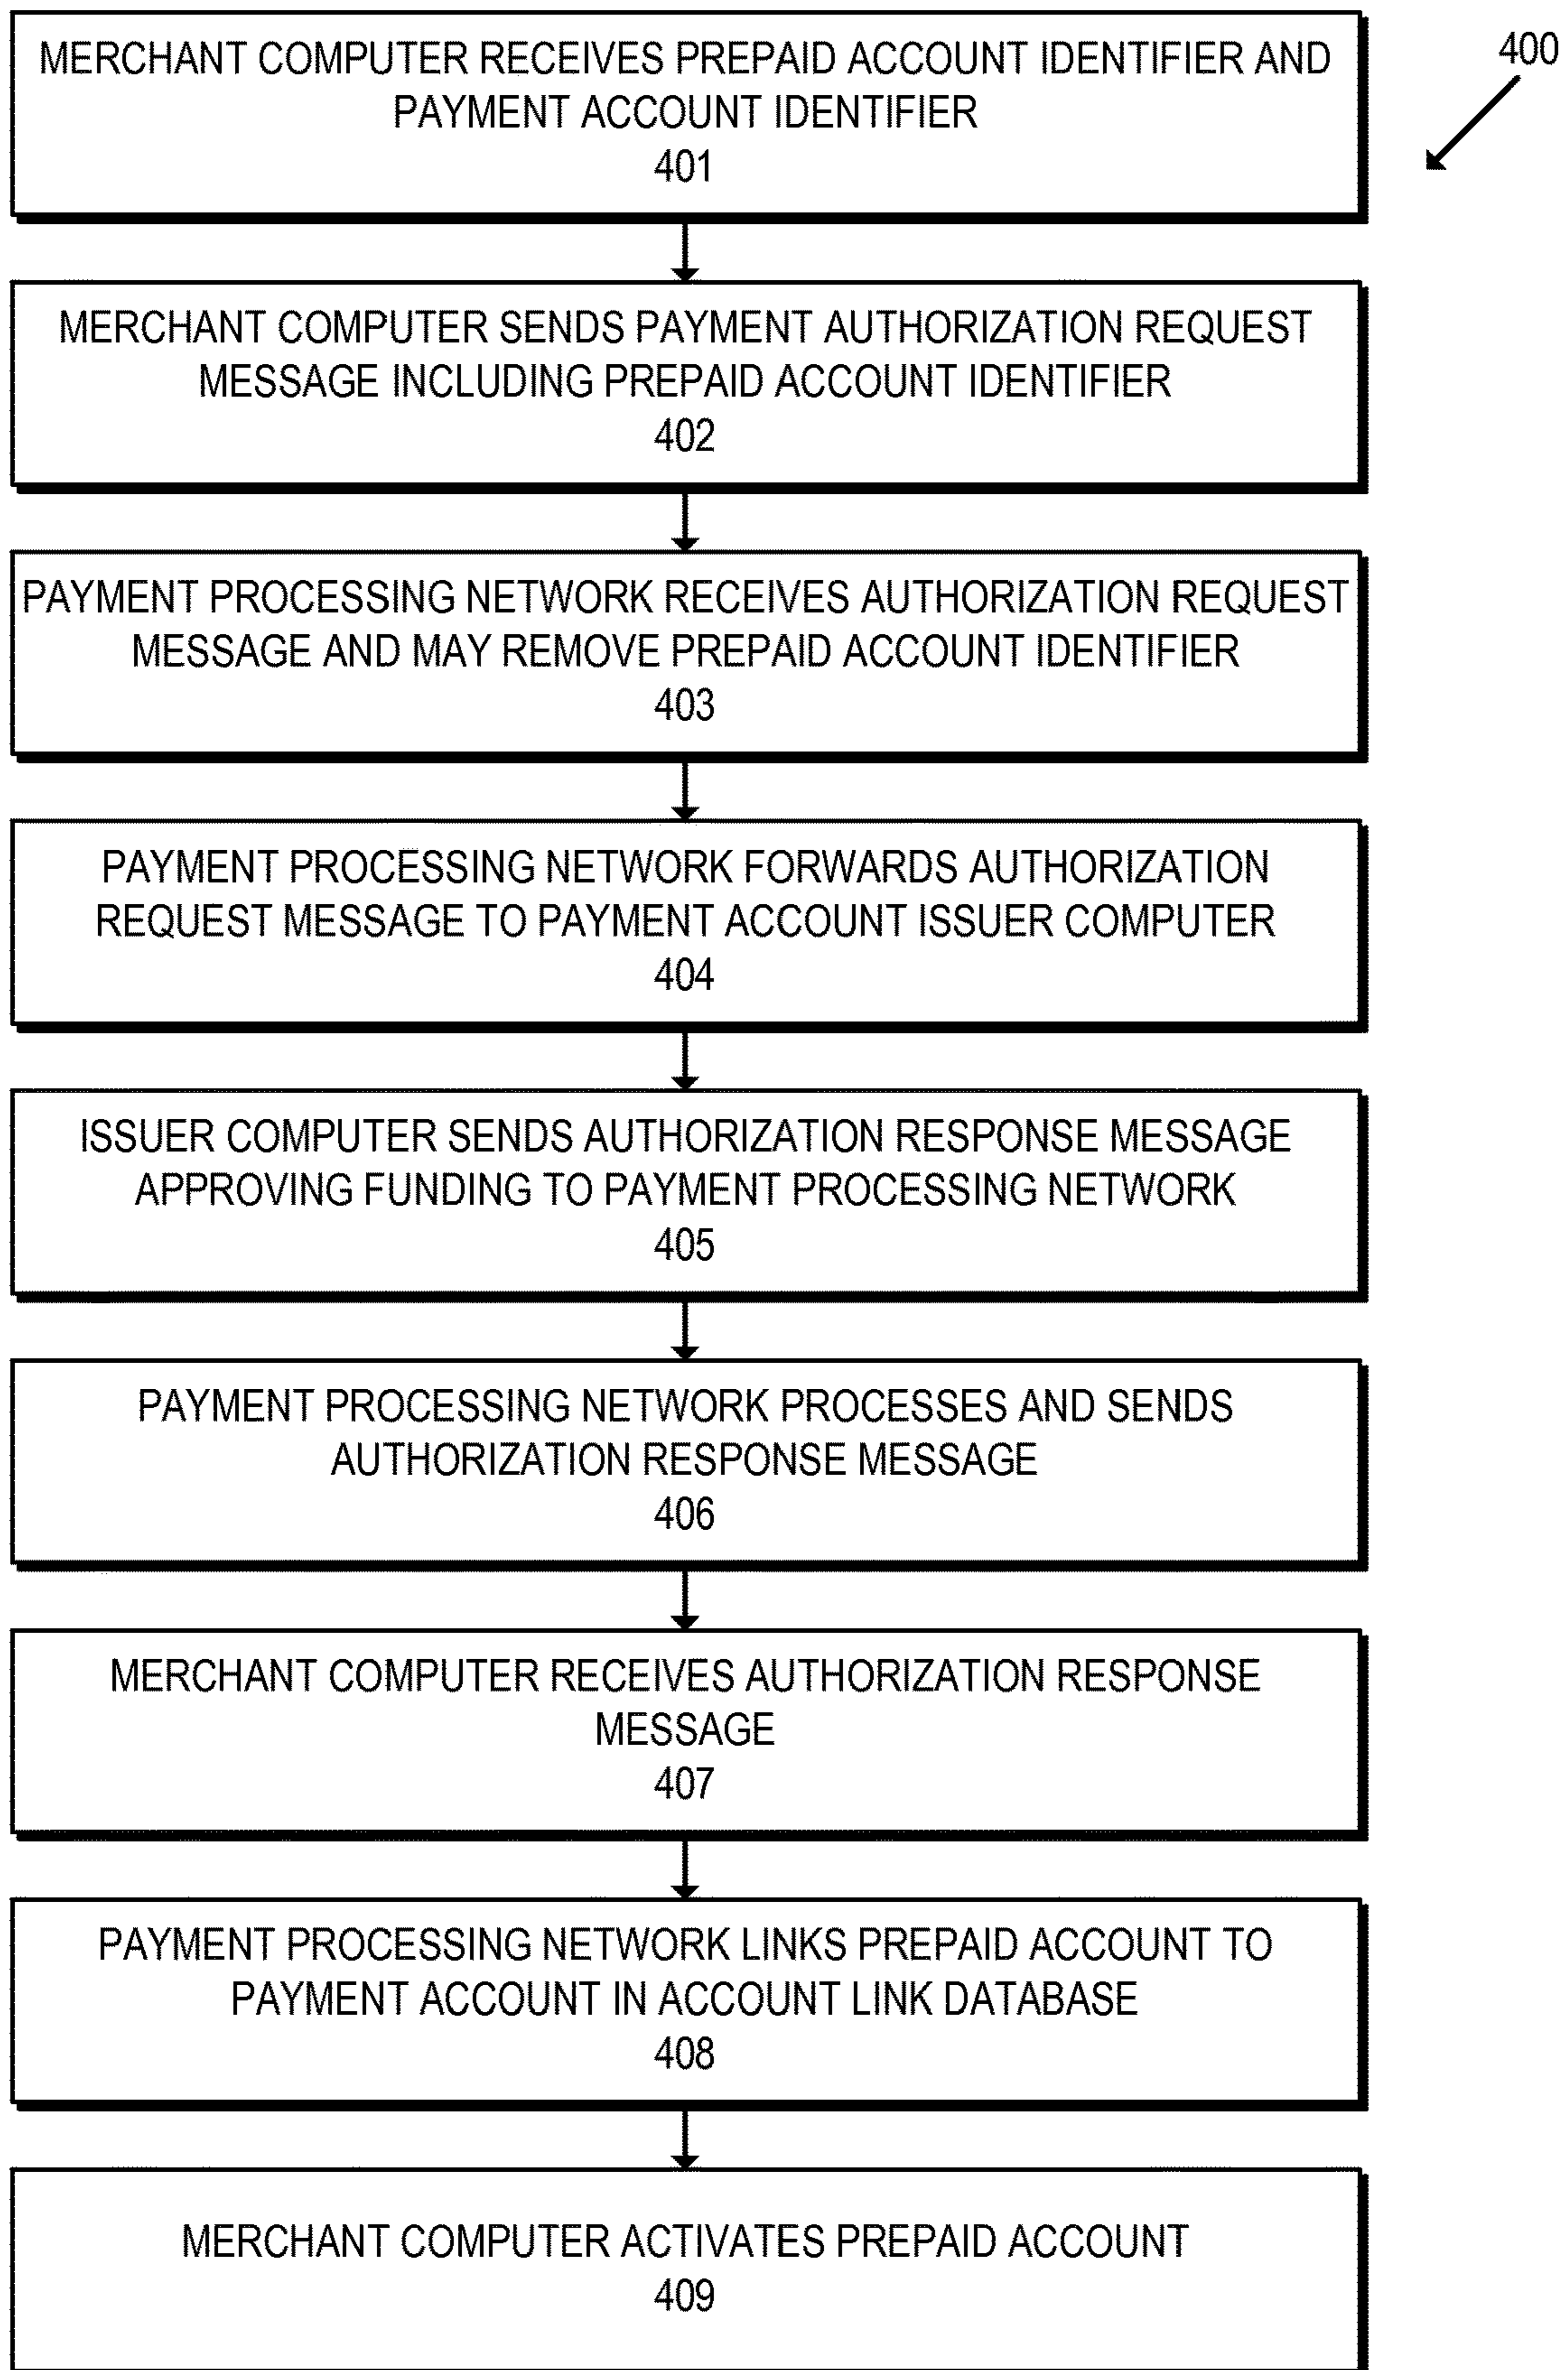 400
MERCHANT COMPUTER RECEIVES PREPAID ACCOUNT IDENTIFIER AND
PAYMENT ACCOUNT IDENTIFIER
401
MERCHANT COMPUTER SENDS PAYMENT AUTHORIZATION REQUEST
MESSAGE INCLUDING PREPAID ACCOUNT IDENTIFIER
402
PAYMENT PROCESSING NETWORK RECEIVES AUTHORIZATION REQUEST
MESSAGE AND MAY REMOVE PREPAID ACCOUNT IDENTIFIER
403
PAYMENT PROCESSING NETWORK FORWARDS AUTHORIZATION
REQUEST MESSAGE TO PAYMENT ACCOUNT ISSUER COMPUTER
404
ISSUER COMPUTER SENDS AUTHORIZATION RESPONSE MESSAGE
APPROVING FUNDING TO PAYMENT PROCESSING NETWORK
405
PAYMENT PROCESSING NETWORK PROCESSES AND SENDS
AUTHORIZATION RESPONSE MESSAGE
406
MERCHANT COMPUTER RECEIVES AUTHORIZATION RESPONSE
MESSAGE
407
PAYMENT PROCESSING NETWORK LINKS PREPAID ACCOUNT TO
PAYMENT ACCOUNT IN ACCOUNT LINK DATABASE
408
MERCHANT COMPUTER ACTIVATES PREPAID ACCOUNT
409